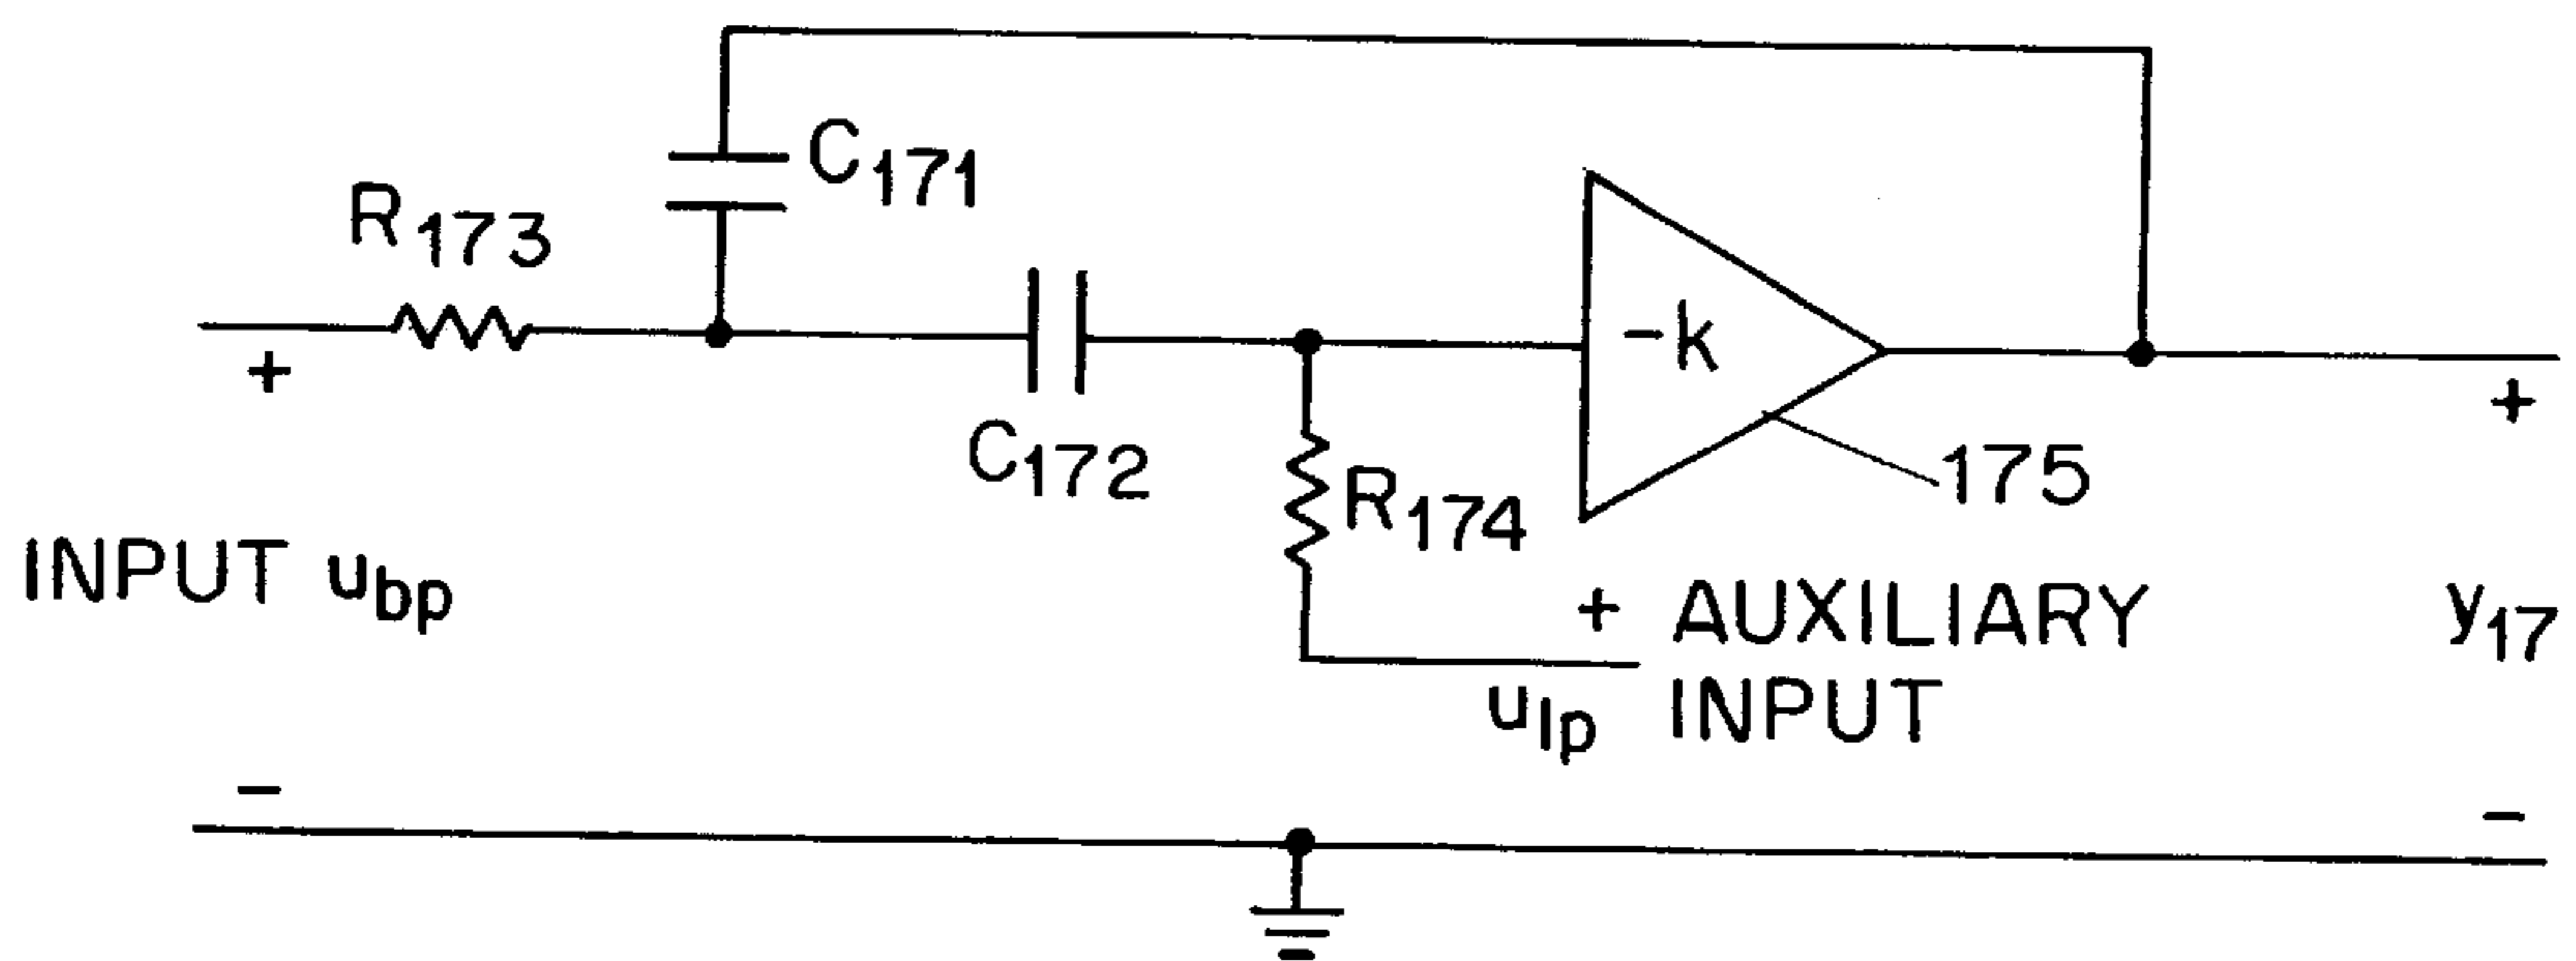 C171
R173
-k
+
+
C172
175
R174
INPUT ubp
+ AUXILIARY
y17
ulp INPUT
-
-